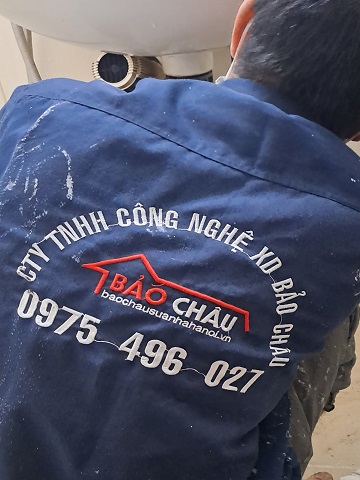 CTY TNHH CÔNG NGHỆ XD BẢO CHÂU
BẢO CHÂU
baochausuanhahanoi.vn
0975 496 027